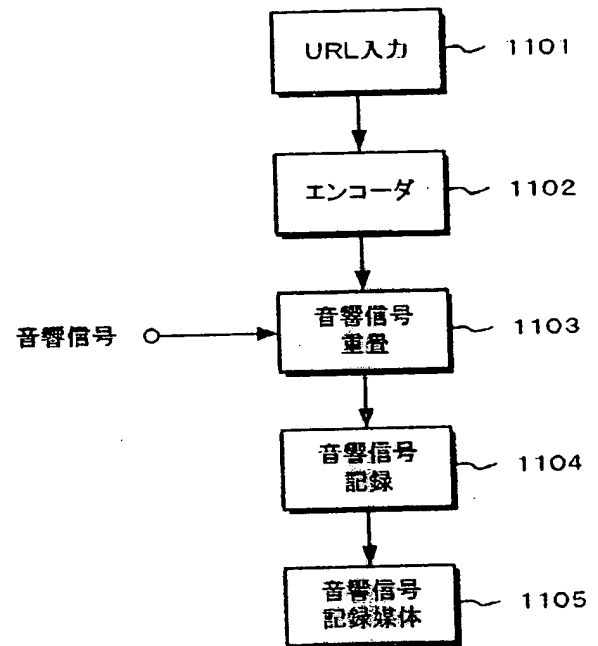 URL入力 1101
エンコーダ 1102
音響信号
音響信号
重畳 1103
音響信号
記録 1104
音響信号
記録媒体 1105